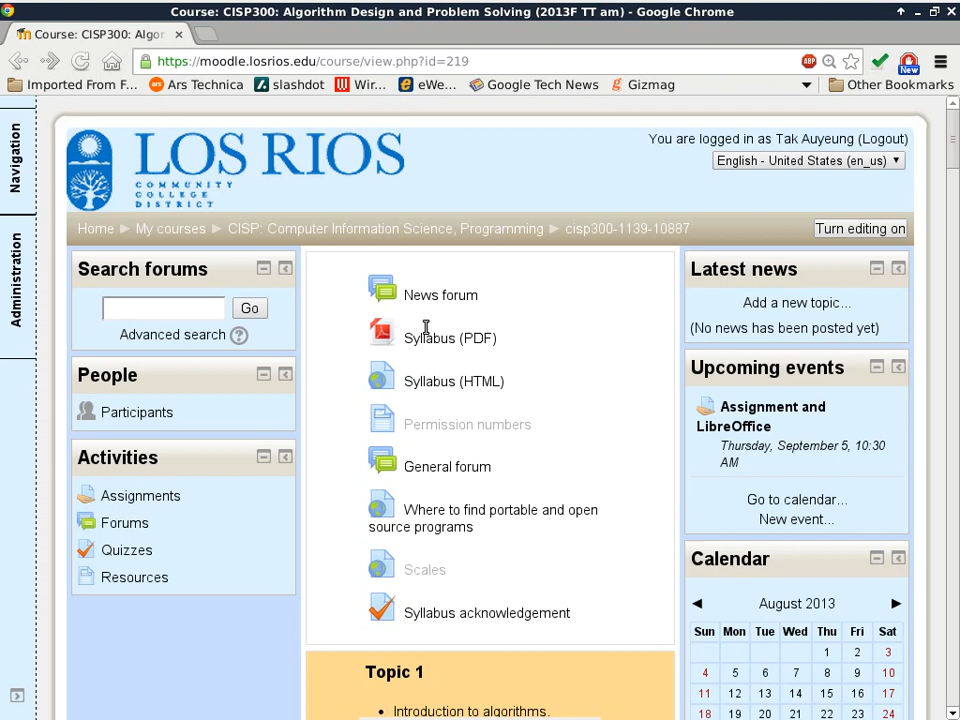 Course: CISP300: Algorithm Design and Problem Solving (2013F TT am) - Google Chrome
Course: CISP300: Algor
https://moodle.losrios.edu/course/view.php?id=219
ABP
New
Imported From F...
Ars Technica
slashdot
Wir...
eWe...
Google Tech News
Gizmag
Other Bookmarks
Navigation
Administration
LOS RIOS
COMMUNITY
COLLEGE
DISTRICT
You are logged in as Tak Auyeung (Logout)
English - United States (en_us)
Home ► My courses ► CISP: Computer Information Science, Programming ► cisp300-1139-10887
Turn editing on
Search forums
Go
Advanced search
People
Participants
Activities
Assignments
Forums
Quizzes
Resources
News forum
Syllabus (PDF)
Syllabus (HTML)
Permission numbers
General forum
Where to find portable and open
source programs
Scales
Syllabus acknowledgement
Topic 1
• Introduction to algorithms.
Latest news
Add a new topic...
(No news has been posted yet)
Upcoming events
Assignment and
LibreOffice
Thursday, September 5, 10:30
AM
Go to calendar...
New event...
Calendar
◄ August 2013 ►
Sun Mon Tue Wed Thu Fri Sat
1 2 3
4 5 6 7 8 9 10
11 12 13 14 15 16 17
18 19 20 21 22 23 24